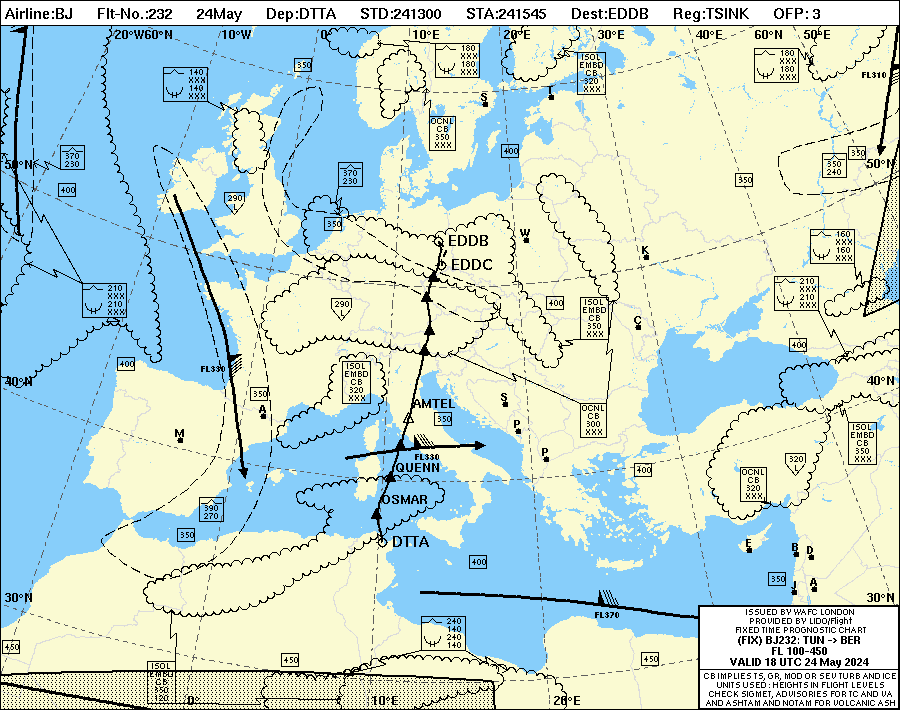 Airline:BJ Flt-No.:232 24May Dep:DTTA STD:241300 STA:241545 Dest:EDDB Reg:TSINK OFP: 3
20°W60°N 10°W 0° 10°E 20°E 30°E 40°E 60°N 50°E
350
140
XXX
140
XXX
180
XXX
180
XXX
ISOL
EMBD
CB
320
XXX
180
XXX
180
XXX
FL310
S
T
OCNL
CB
350
XXX
400
50°N
370
230
400
370
230
350
350
240
350
50°N
290
L
350
EDDB
W
K
160
XXX
160
XXX
EDDC
210
XXX
210
XXX
290
L
400
ISOL
EMBD
CB
350
XXX
210
XXX
210
XXX
C
400
400
FL330
ISOL
EMBD
CB
320
XXX
40°N
40°N
350
A
AMTEL
350
S
OCNL
CB
300
XXX
P
M
FL330
P
ISOL
EMBD
CB
350
XXX
QUENN
400
320
L
OCNL
CB
320
XXX
OSMAR
390
270
350
DTTA
E
B
D
400
350
J
A
30°N
30°N
FL370
240
140
240
140
450
450
450
ISOL
EMBD
CB
350
120
0° 10°E 20°E
ISSUED BY WAFC LONDON
PROVIDED BY LIDO/Flight
FIXED TIME PROGNOSTIC CHART
(FIX) BJ232: TUN -> BER
FL 100-450
VALID 18 UTC 24 May 2024
CB IMPLIES TS, GR, MOD OR SEV TURB AND ICE
UNITS USED : HEIGHTS IN FLIGHT LEVELS
CHECK SIGMET, ADVISORIES FOR TC AND VA
AND ASHTAM AND NOTAM FOR VOLCANIC ASH